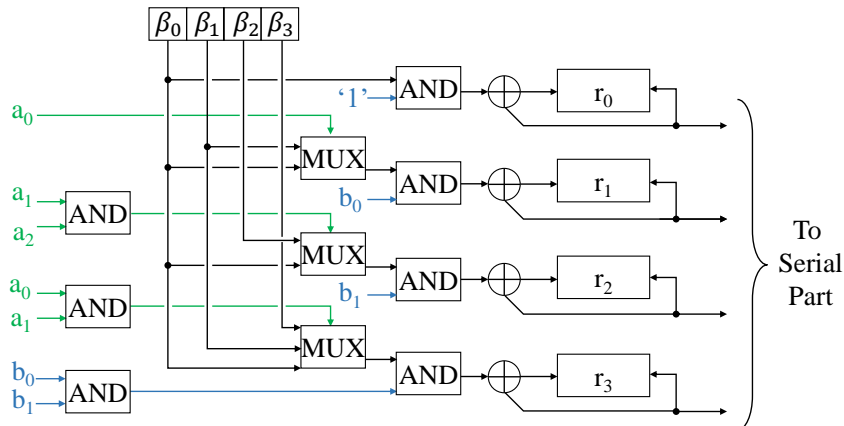 β₀ β₁ β₂ β₃
AND
r₀
'1'
a₀
MUX
AND
r₁
b₀
a₁
AND
a₂
MUX
AND
r₂
b₁
a₀
AND
a₁
MUX
AND
r₃
b₀
AND
b₁
To
Serial
Part